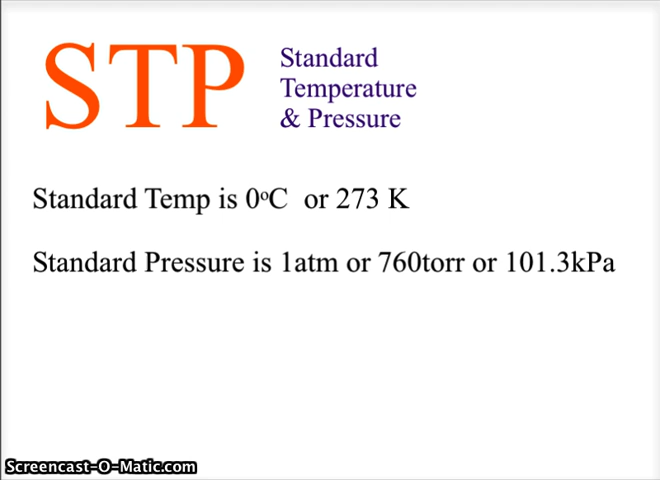 STP
Standard
Temperature
& Pressure
Standard Temp is 0ºC or 273 K
Standard Pressure is 1atm or 760torr or 101.3kPa
Screencast-O-Matic.com